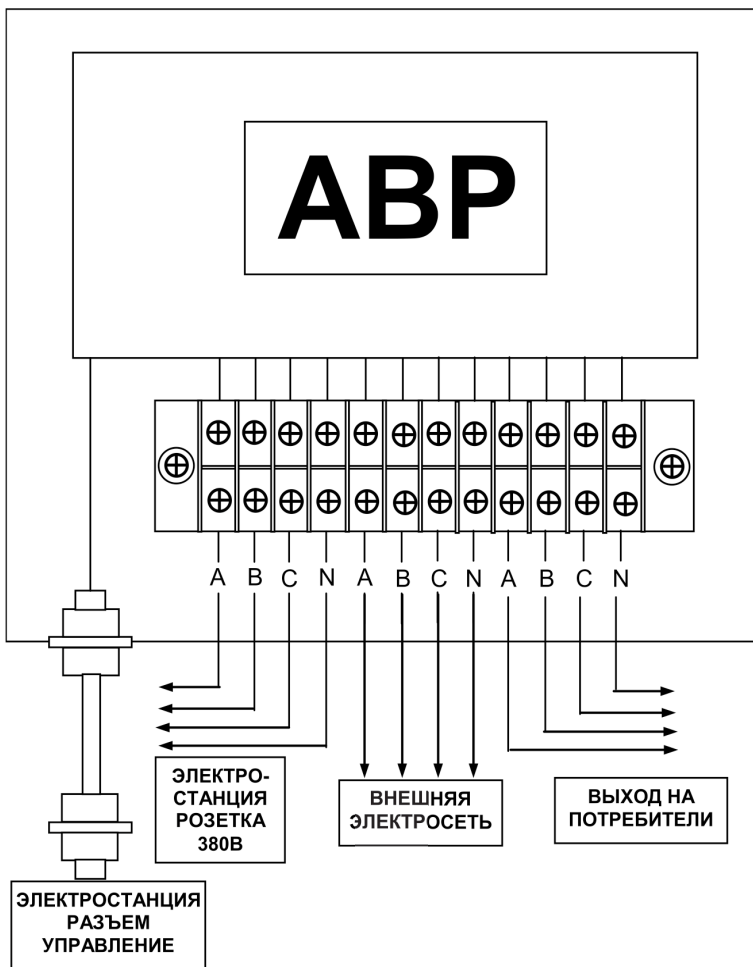 АВР
A B C N A B C N A B C N
ЭЛЕКТРО-
СТАНЦИЯ
РОЗЕТКА
380В
ВНЕШНЯЯ
ЭЛЕКТРОСЕТЬ
ВЫХОД НА
ПОТРЕБИТЕЛИ
ЭЛЕКТРОСТАНЦИЯ
РАЗЪЕМ
УПРАВЛЕНИЕ